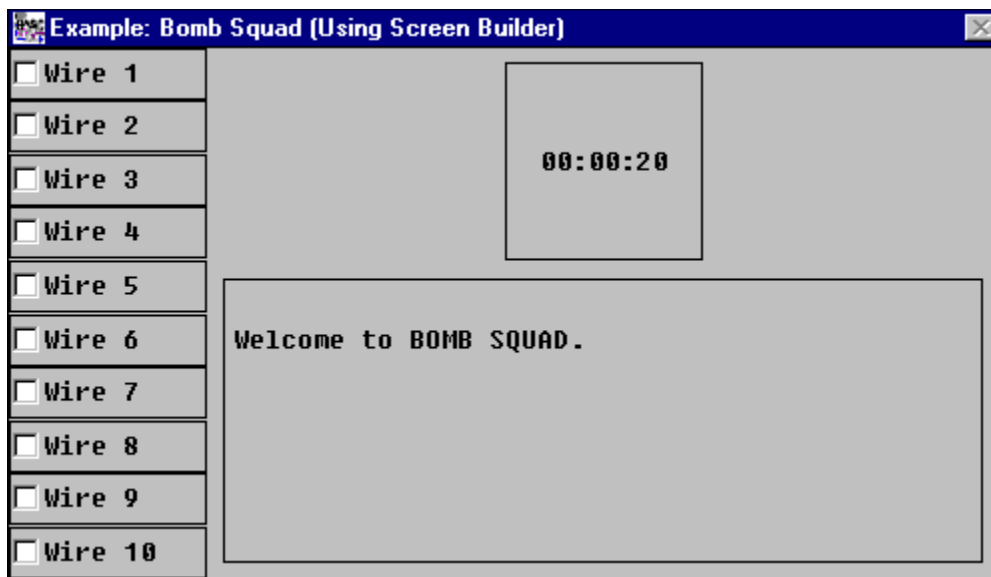 Example: Bomb Squad (Using Screen Builder)
Wire 1
Wire 2
Wire 3
Wire 4
Wire 5
Wire 6
Wire 7
Wire 8
Wire 9
Wire 10
00:00:20
Welcome to BOMB SQUAD.